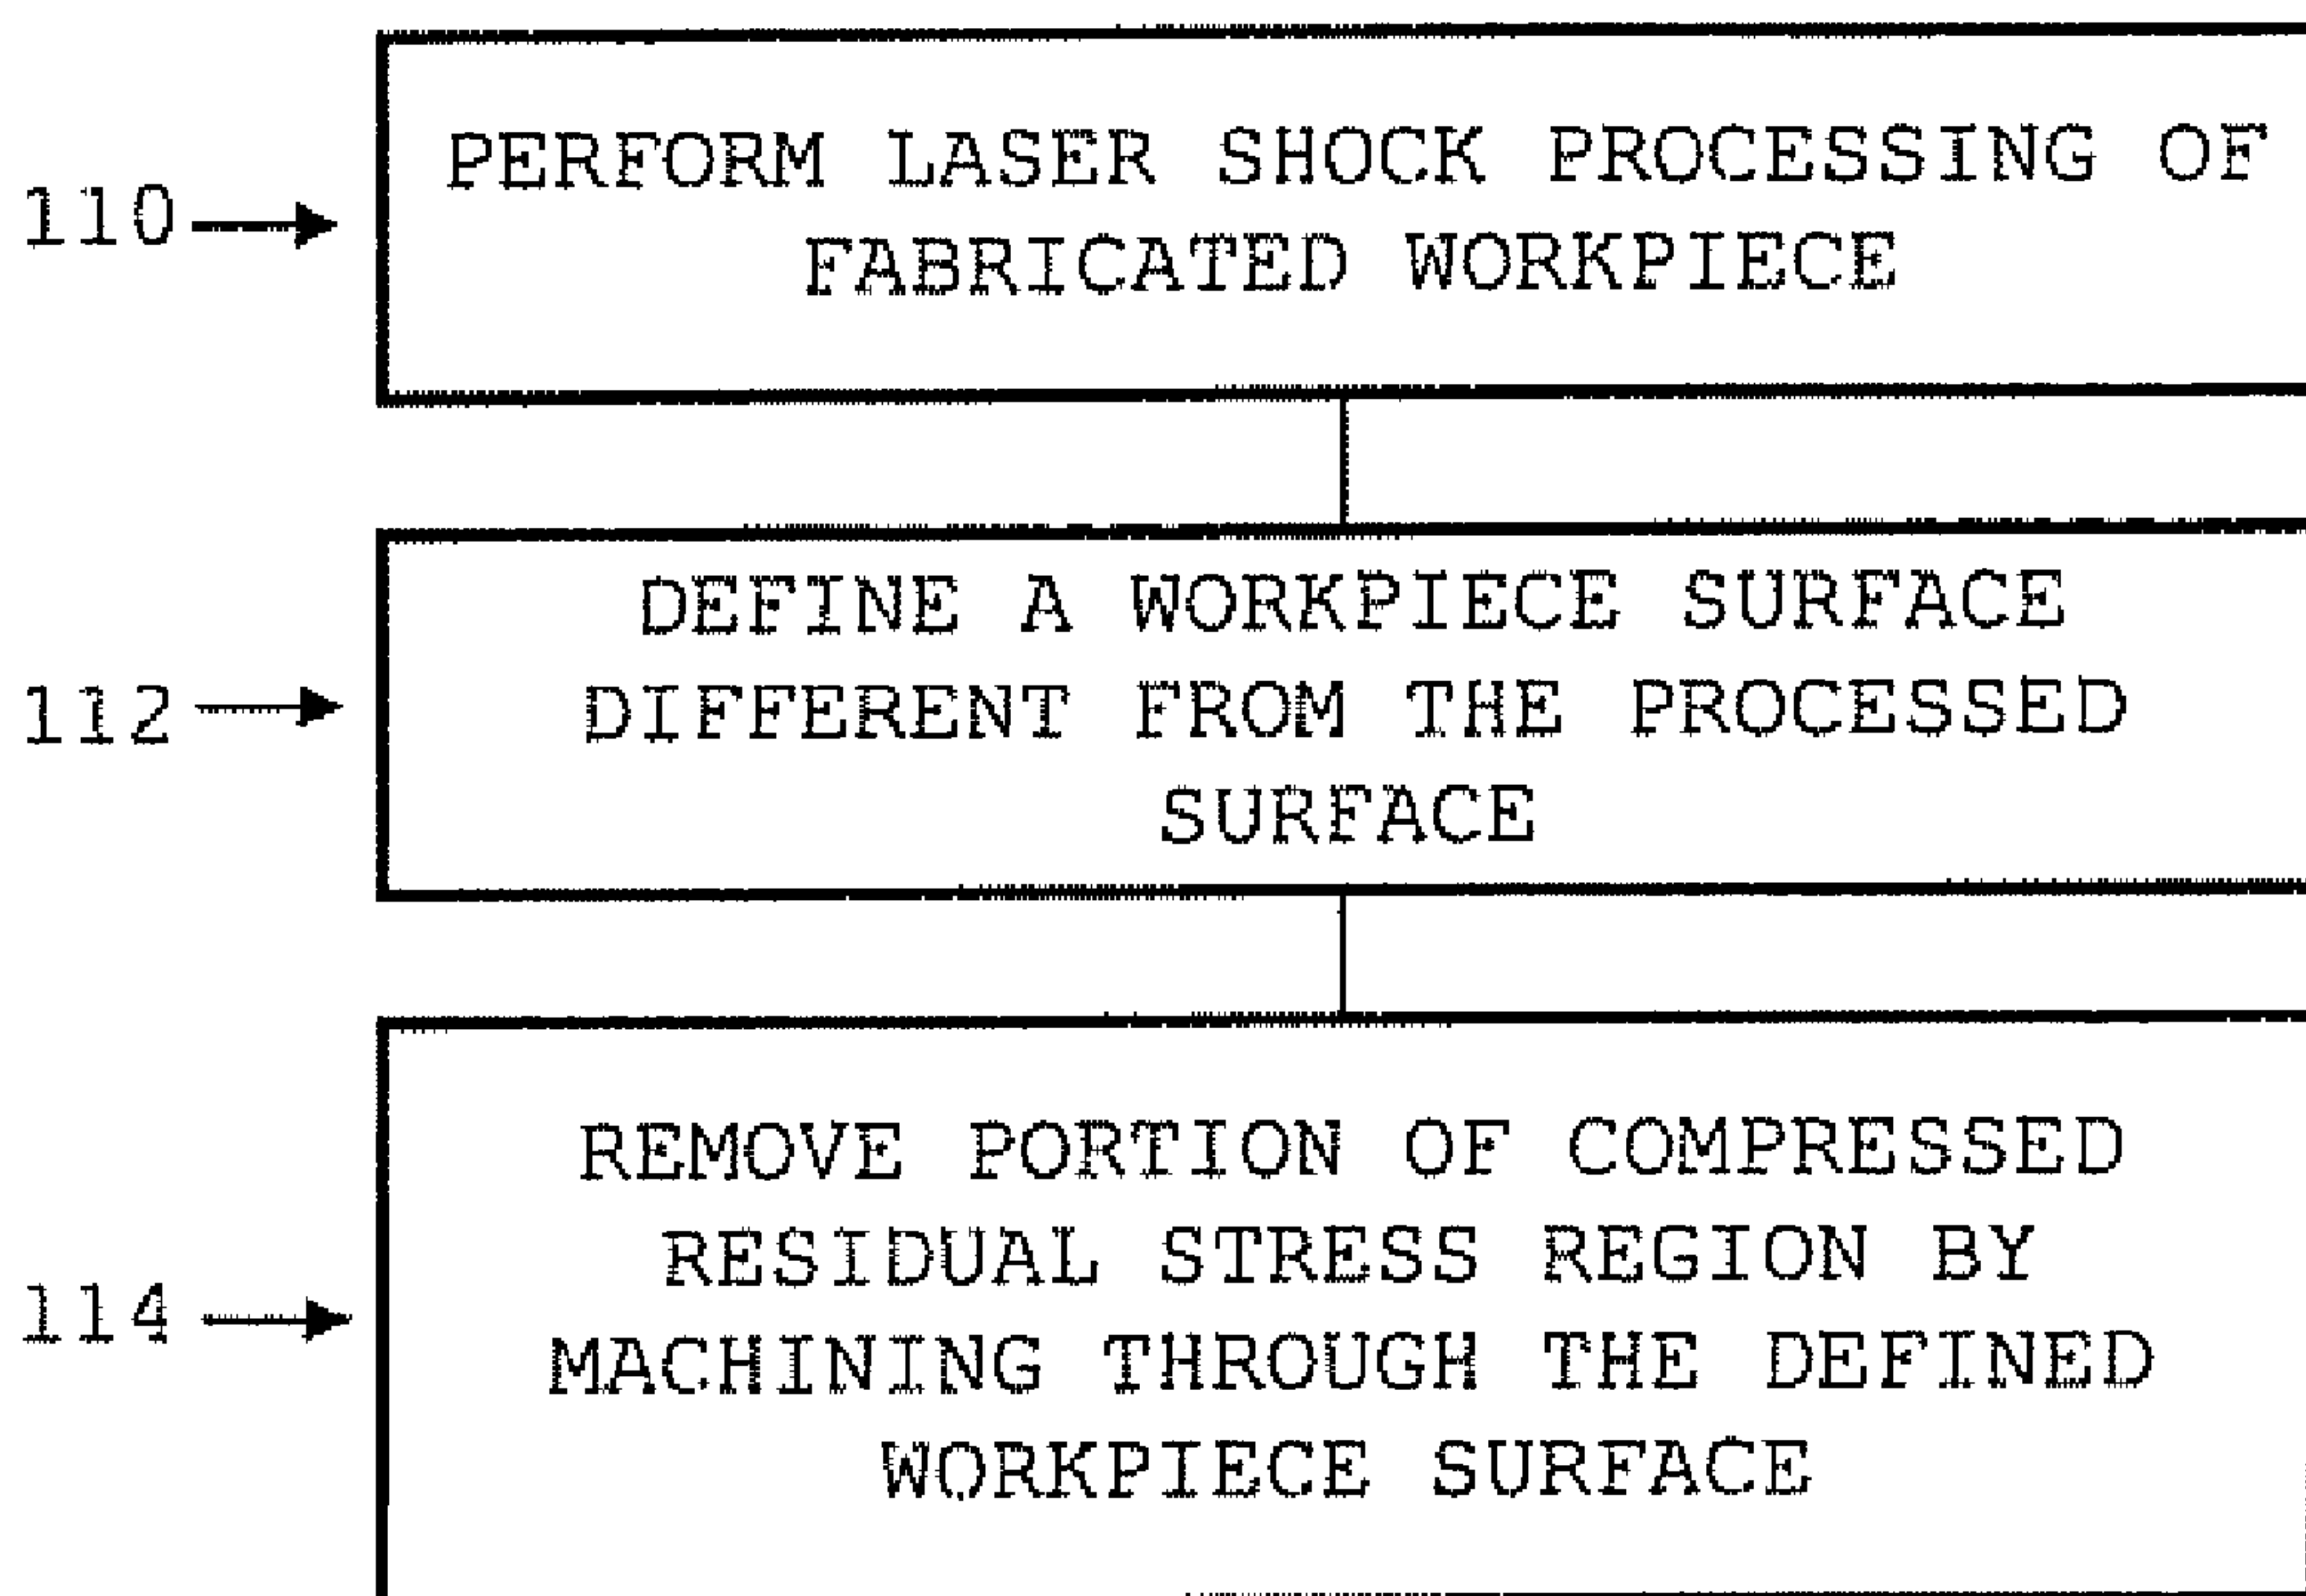 110
PERFORM LASER SHOCK PROCESSING OF
FABRICATED WORKPIECE
112
DEFINE A WORKPIECE SURFACE
DIFFERENT FROM THE PROCESSED
SURFACE
114
REMOVE PORTION OF COMPRESSED
RESIDUAL STRESS REGION BY
MACHINING THROUGH THE DEFINED
WORKPIECE SURFACE